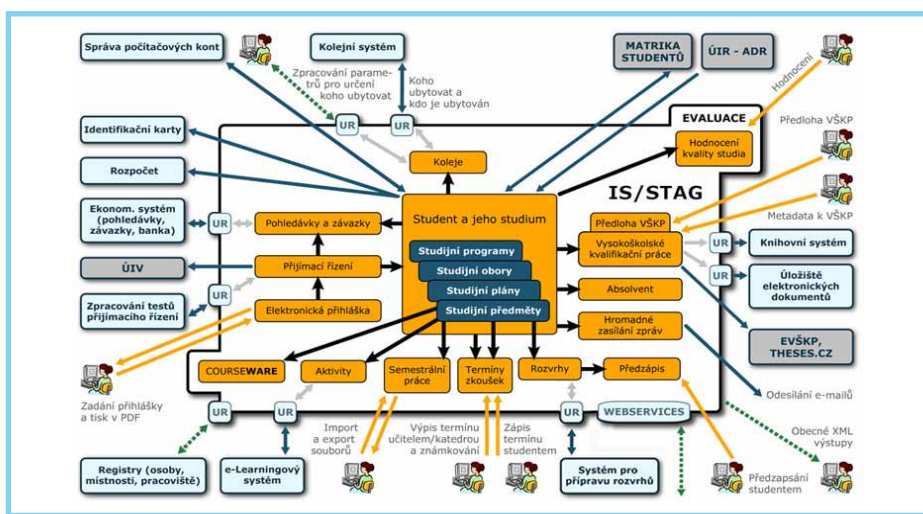 Správa počítačových kont
Kolejní systém
MATRIKA
STUDENTŮ
ÚIR - ADR
Hodnocení
Zpracování parame-
trů pro určení
koho ubytovat
Koho
ubytovat a
kdo je ubytován
EVALUACE
Předloha VŠKP
UR
UR
Identifikační karty
Hodnocení
kvality studia
Koleje
Rozpočet
IS/STAG
Student a jeho studium
Metadata k VŠKP
Ekonom. systém
(pohledávky,
závazky, banka)
UR
Pohledávky a závazky
Předloha VŠKP
Vysokoškolské
kvalifikační práce
UR
Knihovní systém
Studijní programy
Studijní obory
Studijní plány
Studijní předměty
ÚIV
Přijímací řízení
UR
Úložiště
elektronických
dokumentů
Absolvent
Zpracování testů
přijímacího řízení
UR
Elektronická přihláška
Hromadné
zasílání zpráv
EVŠKP,
THESES.CZ
COURSEWARE
Aktivity
Semestrální
práce
Termíny
zkoušek
Rozvrhy
Předzápis
Zadání přihlášky
a tisk v PDF
Odesílání e-mailů
UR
UR
UR
WEBSERVICES
Import
a export
souborů
Výpis termínu
učitelem/katedrou
a známkování
Zápis
termínu
studentem
Obecné XML
výstupy
Registry (osoby,
místnosti, pracoviště)
e-Learningový
systém
Systém pro
přípravu rozvrhů
Předzapsání
studentem